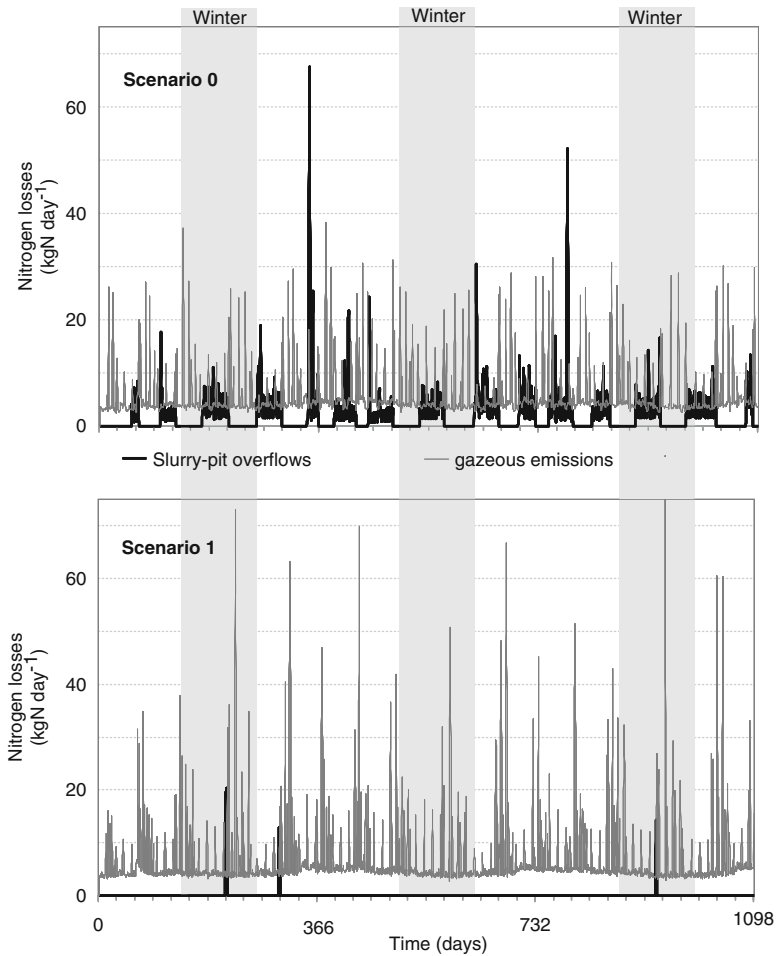 Winter Winter Winter
Scenario 0
60
40
20
0
Nitrogen losses
(kgN day-1)
Slurry-pit overflows gazeous emissions
Scenario 1
60
40
20
0
Nitrogen losses
(kgN day-1)
0 366 732 1098
Time (days)